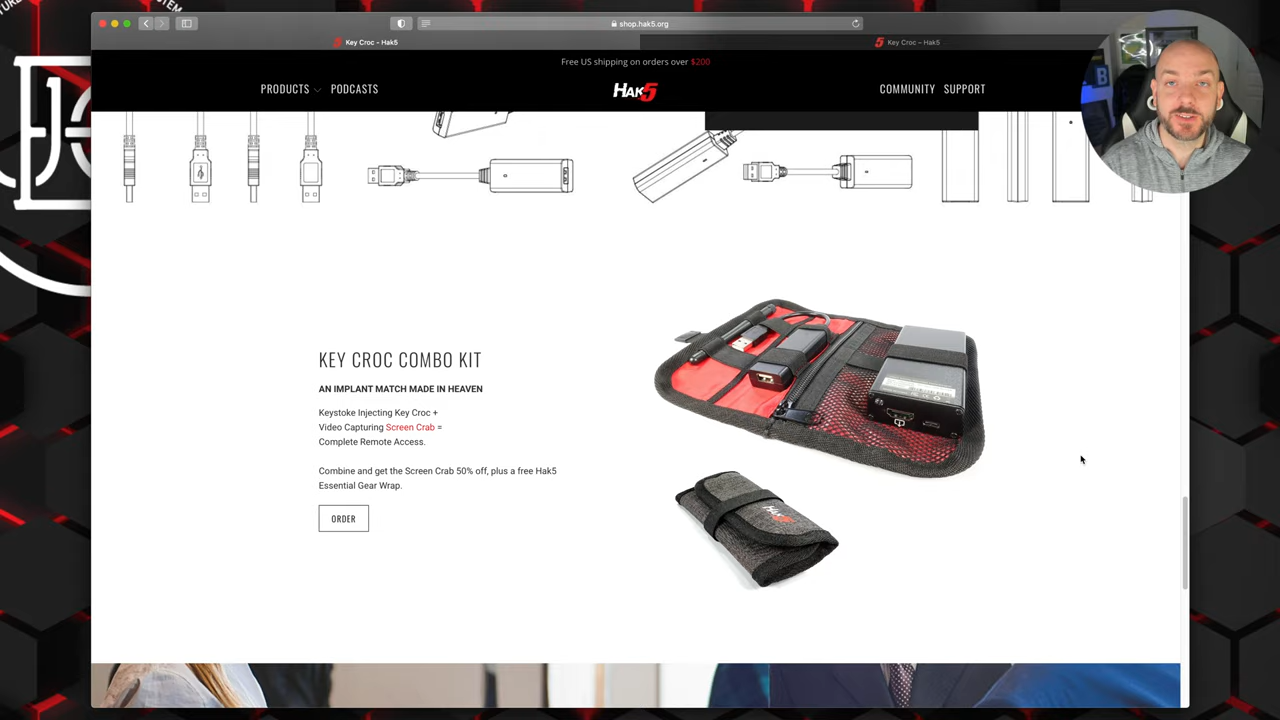 shop.hak5.org
Key Croc – Hak5
Key Croc – Hak5
Free US shipping on orders over $200
PRODUCTS
PODCASTS
HAK5
COMMUNITY
SUPPORT
KEY CROC COMBO KIT
AN IMPLANT MATCH MADE IN HEAVEN
Keystoke Injecting Key Croc +
Video Capturing Screen Crab =
Complete Remote Access.
Combine and get the Screen Crab 50% off, plus a free Hak5
Essential Gear Wrap.
ORDER
HAK5